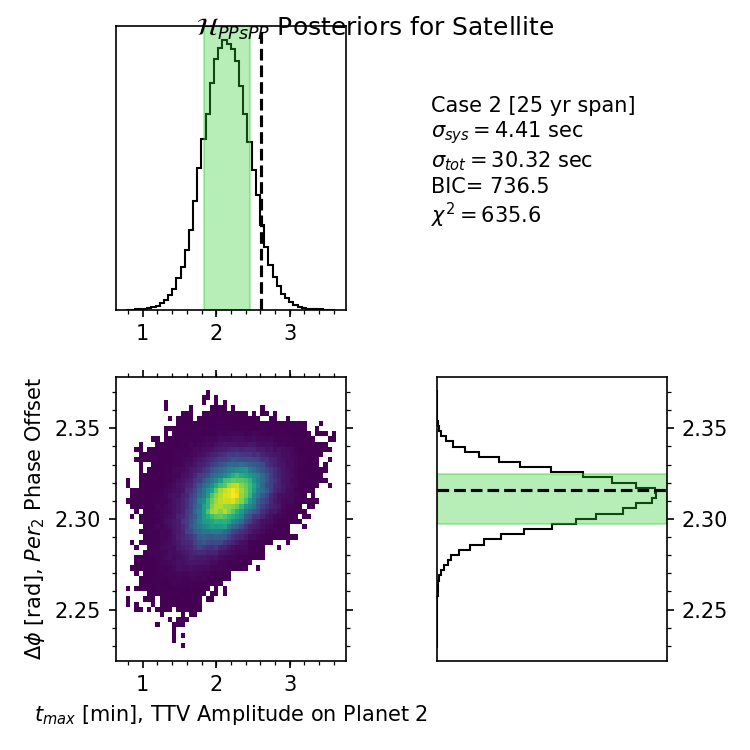 ℋ_PPsPP Posteriors for Satellite
Case 2 [25 yr span]
σ_sys = 4.41 sec
σ_tot = 30.32 sec
BIC= 736.5
χ² = 635.6
1 2 3
Δϕ [rad], Per₂ Phase Offset
2.35
2.30
2.25
1 2 3
2.35
2.30
2.25
t_max [min], TTV Amplitude on Planet 2